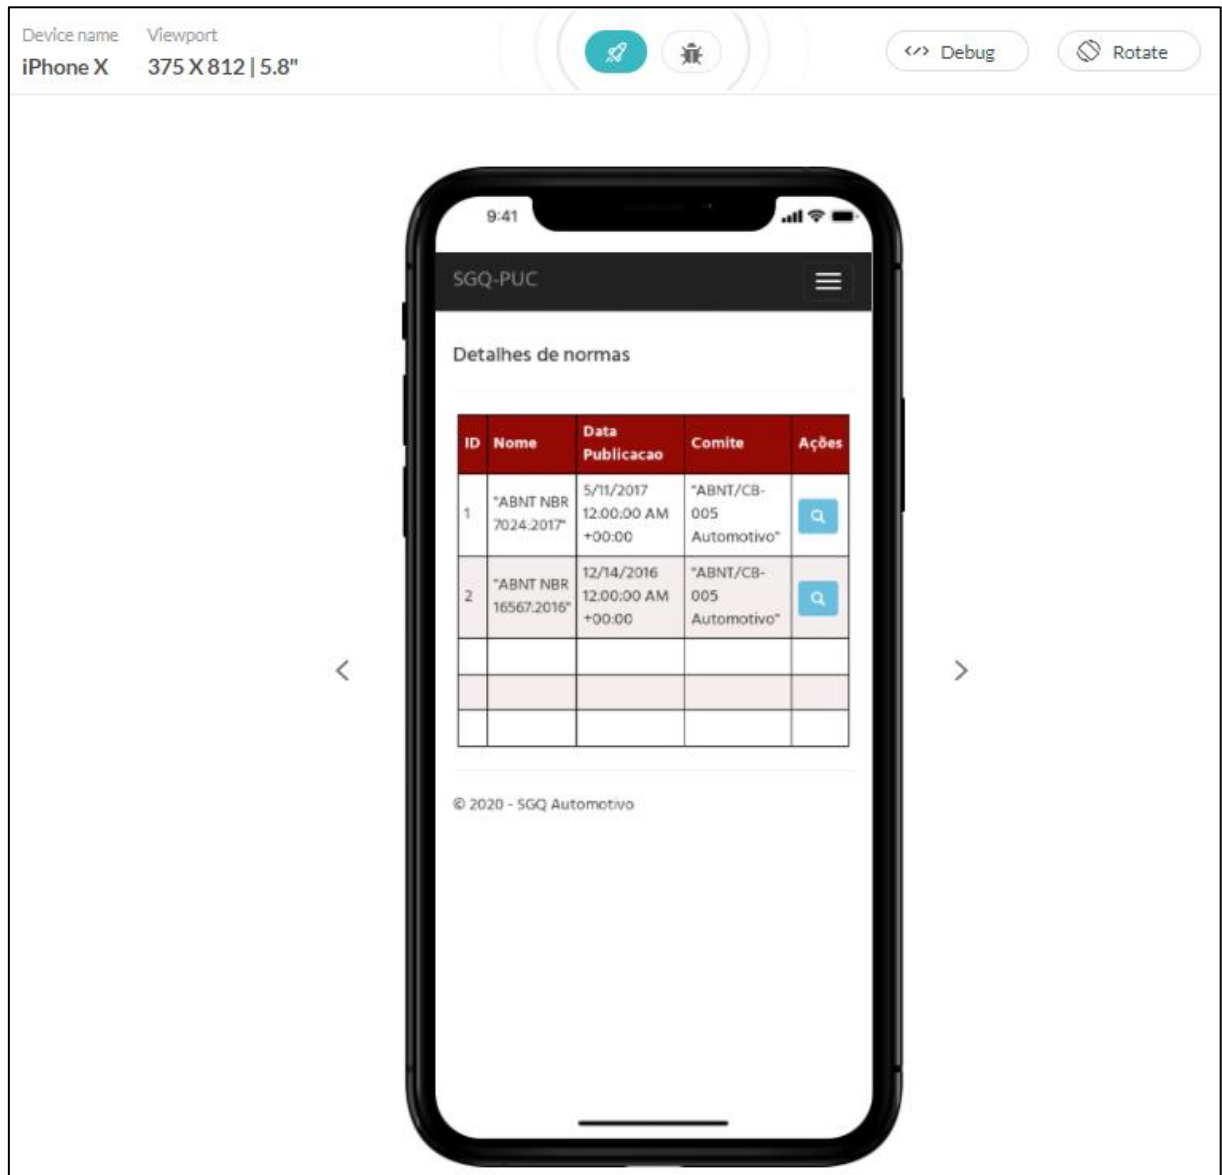 Device name Viewport
iPhone X 375 X 812 | 5.8"
Debug
Rotate
9:41
SGQ-PUC
Detalhes de normas
ID Nome Data Publicacao Comite Ações
1 "ABNT NBR 7024:2017" 5/11/2017 12:00:00 AM +00:00 "ABNT/CB-005 Automotivo"
2 "ABNT NBR 16567:2016" 12/14/2016 12:00:00 AM +00:00 "ABNT/CB-005 Automotivo"
© 2020 - SGQ Automotivo